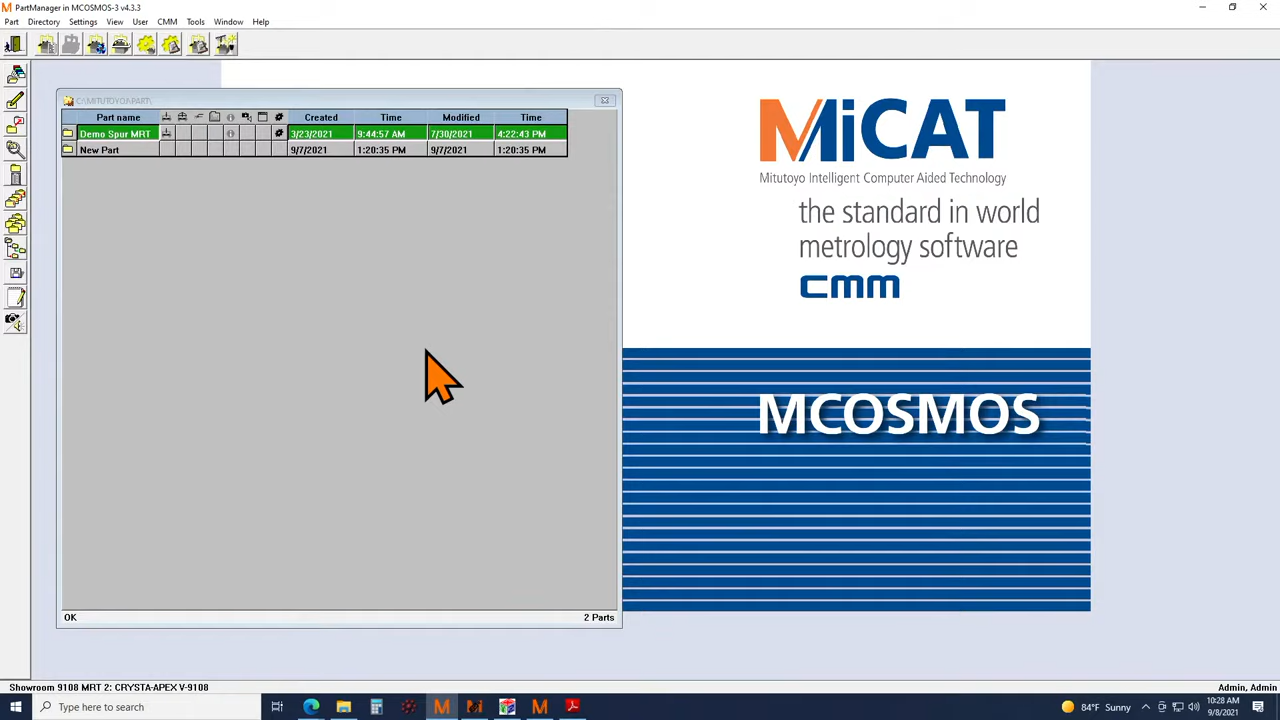 PartManager in MCOSMOS-3 v4.3.3
Part Directory Settings View User CMM Tools Window Help
C:\MITUTOYO\PART\
Part name Created Time Modified Time
Demo Spur MRT 3/23/2021 9:44:57 AM 7/30/2021 4:22:43 PM
New Part 9/7/2021 1:20:35 PM 9/7/2021 1:20:35 PM
OK 2 Parts
MiCAT
Mitutoyo Intelligent Computer Aided Technology
the standard in world
metrology software
cmm
MCOSMOS
Showroom 9108 MRT 2: CRYSTA-APEX V-9108 Admin, Admin
Type here to search 84°F Sunny 10:28 AM
9/8/2021